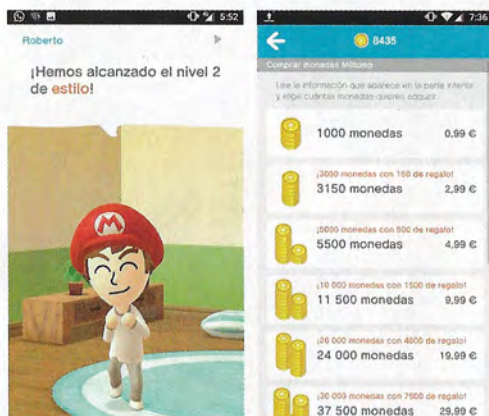 5:52
Roberto
¡Hemos alcanzado el nivel 2
de estilo!
M
7:36
8435
Comprar monedas Miitomo
Lee la información que aparece en la parte inferior
y elige cuántas monedas quieres adquirir.
1000 monedas 0,99 €
¡3000 monedas con 150 de regalo!
3150 monedas 2,99 €
¡5000 monedas con 500 de regalo!
5500 monedas 4,99 €
¡10 000 monedas con 1500 de regalo!
11 500 monedas 9,99 €
¡20 000 monedas con 4000 de regalo!
24 000 monedas 19,99 €
¡30 000 monedas con 7500 de regalo!
37 500 monedas 29,99 €